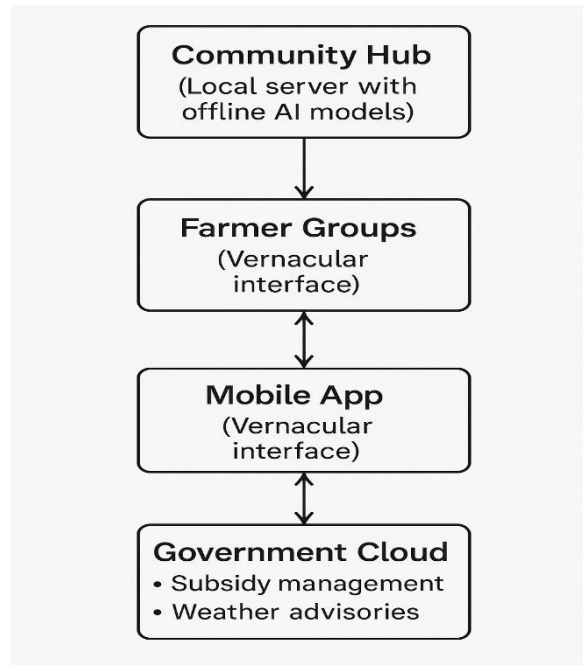 Community Hub
(Local server with
offline AI models)
Farmer Groups
(Vernacular
interface)
Mobile App
(Vernacular
interface)
Government Cloud
• Subsidy management
• Weather advisories